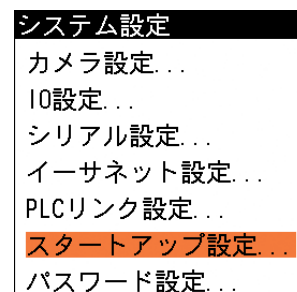 システム設定
カメラ設定...
IO設定...
シリアル設定...
イーサネット設定...
PLCリンク設定...
スタートアップ設定...
パスワード設定...